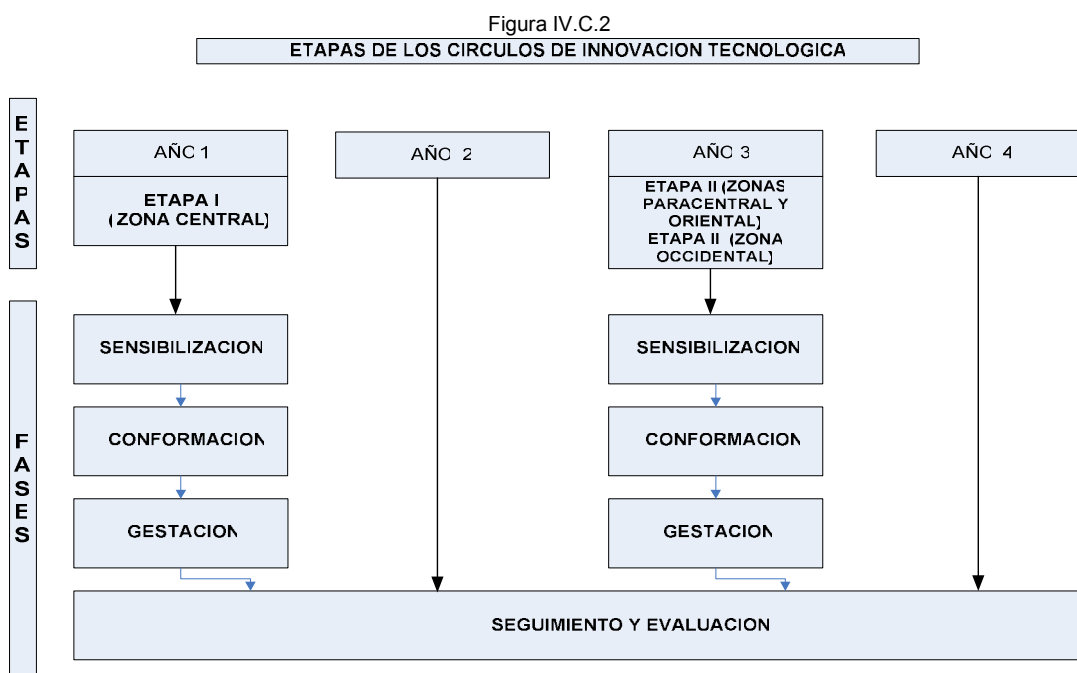 Figura IV.C.2
ETAPAS DE LOS CIRCULOS DE INNOVACION TECNOLOGICA
ETAPAS
AÑO 1
ETAPA I
(ZONA CENTRAL)
AÑO 2
AÑO 3
ETAPA II (ZONAS
PARACENTRAL Y
ORIENTAL)
ETAPA II (ZONA
OCCIDENTAL)
AÑO 4
FASES
SENSIBILIZACION
CONFORMACION
GESTACION
SENSIBILIZACION
CONFORMACION
GESTACION
SEGUIMIENTO Y EVALUACION